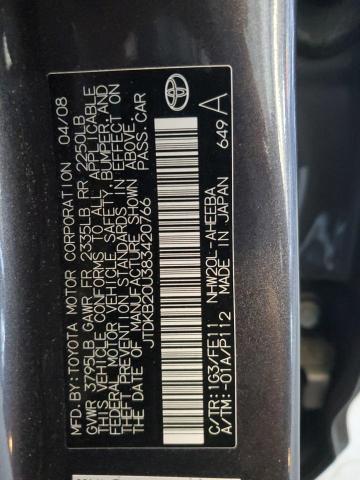 MFD. BY: TOYOTA MOTOR CORPORATION 04/08
GVWR 3795LB GAWR FR 2335LB RR 2250LB
THIS VEHICLE CONFORMS TO ALL APPLICABLE
FEDERAL MOTOR VEHICLE SAFETY, BUMPER, AND
THEFT PREVENTION STANDARDS IN EFFECT ON
THE DATE OF MANUFACTURE SHOWN ABOVE.
JTDKB20U383420766 PASS. CAR
C/TR: 1G3/FE11 NHW20L-AHEEBA
A/TM: -01A/P112 MADE IN JAPAN 649
A